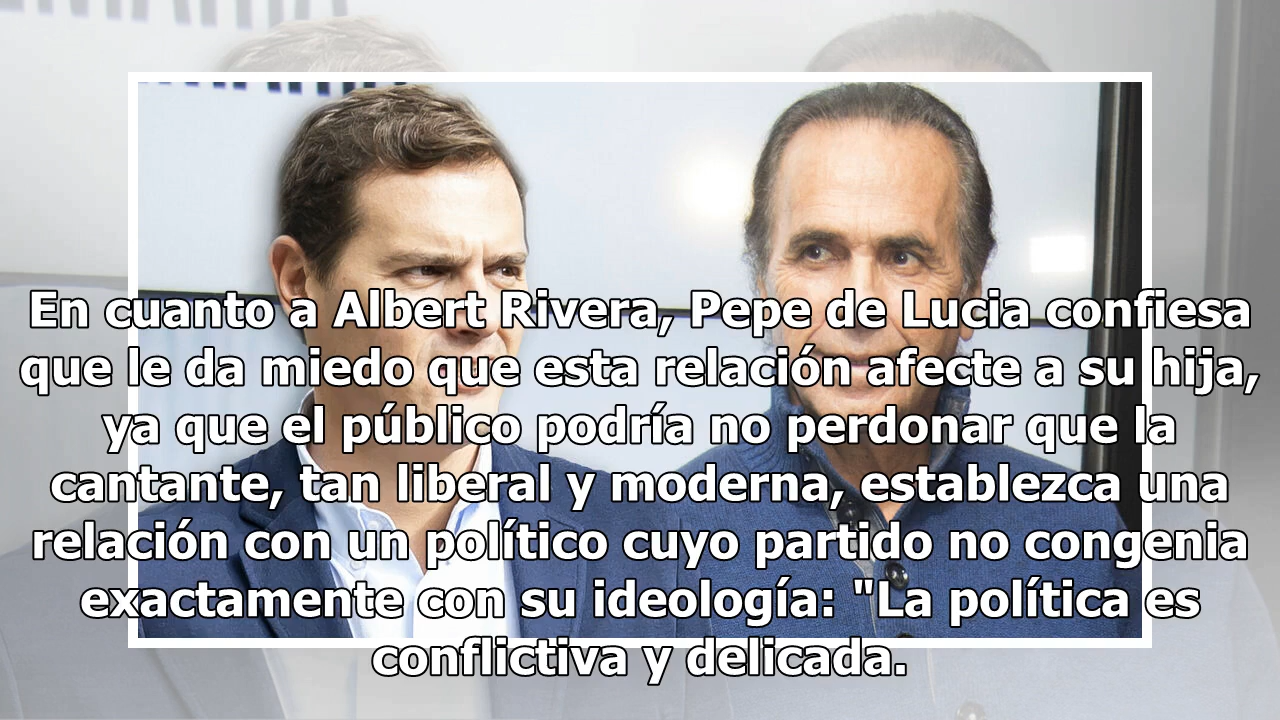 En cuanto a Albert Rivera, Pepe de Lucia confiesa
que le da miedo que esta relación afecte a su hija,
ya que el público podría no perdonar que la
cantante, tan liberal y moderna, establezca una
relación con un político cuyo partido no congenia
exactamente con su ideología: "La política es
conflictiva y delicada.